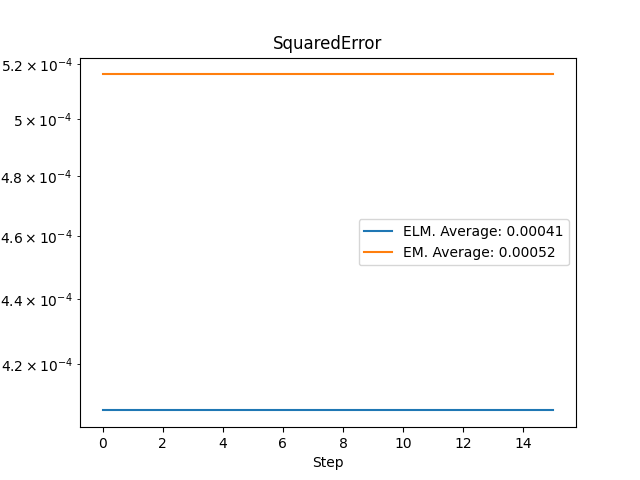 SquaredError
5.2 × 10⁻⁴
5 × 10⁻⁴
4.8 × 10⁻⁴
4.6 × 10⁻⁴
4.4 × 10⁻⁴
4.2 × 10⁻⁴
ELM. Average: 0.00041
EM. Average: 0.00052
0 2 4 6 8 10 12 14
Step